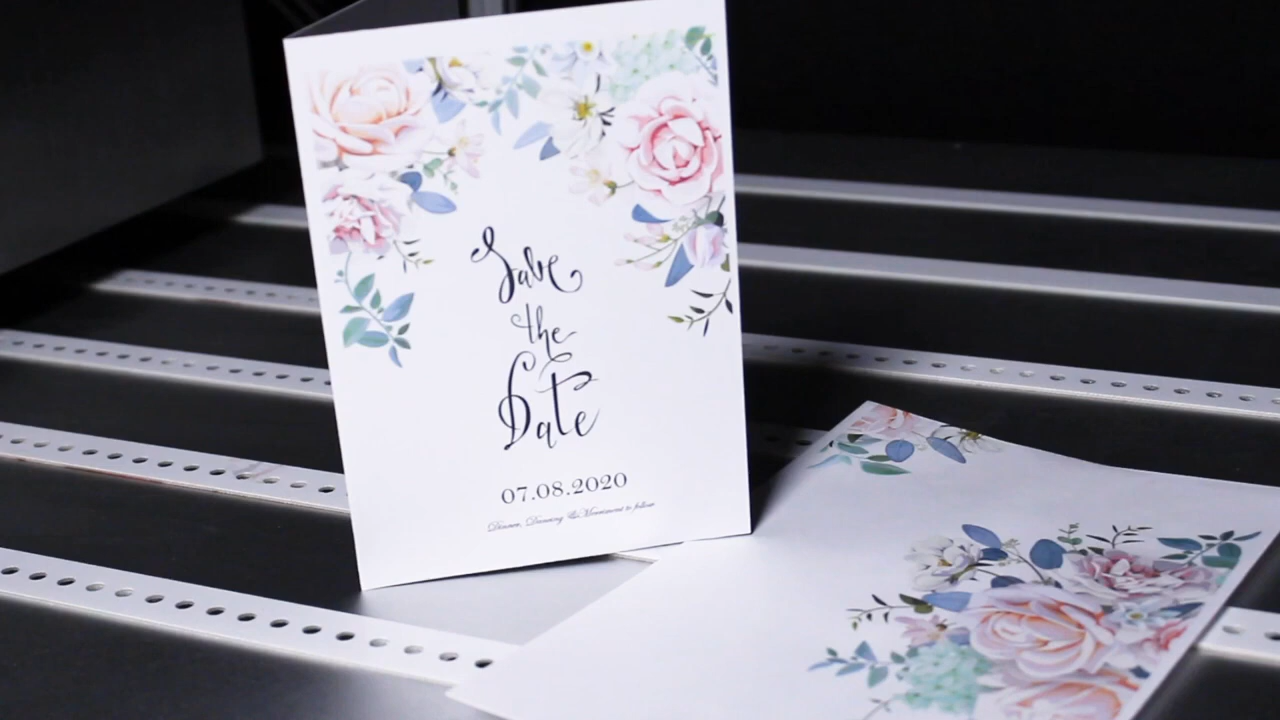 Save
the
Date
07.08.2020
Dinner, Dancing & Merriment to follow